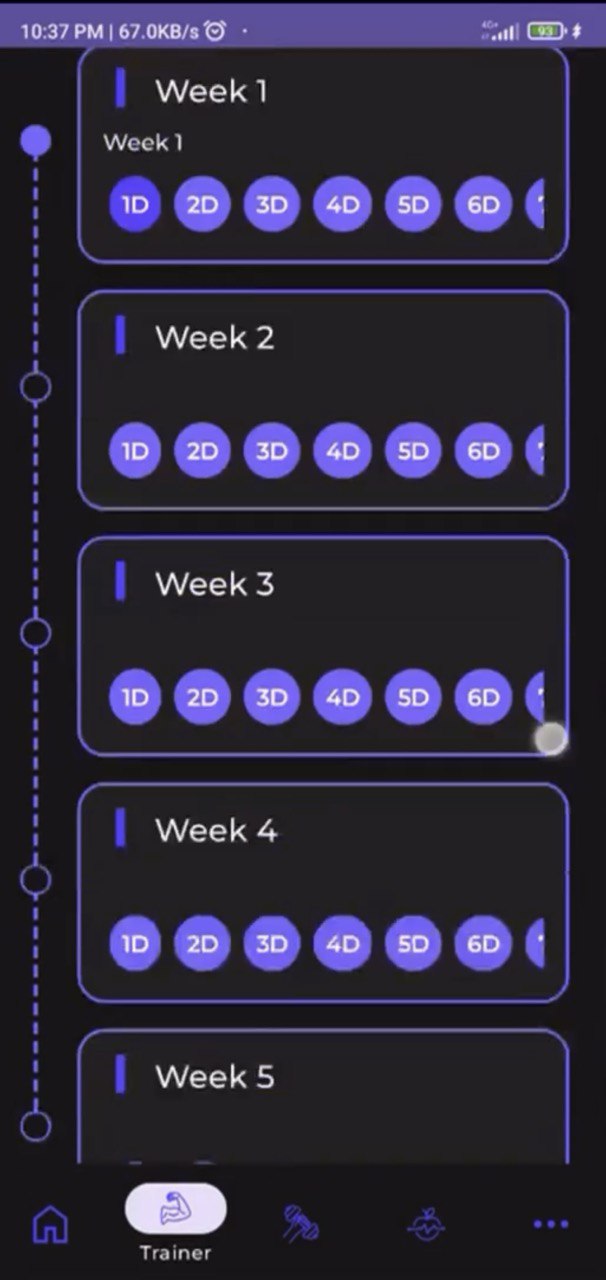 10:37 PM | 67.0KB/s
4G+
93
Week 1
Week 1
1D 2D 3D 4D 5D 6D
Week 2
1D 2D 3D 4D 5D 6D
Week 3
1D 2D 3D 4D 5D 6D
Week 4
1D 2D 3D 4D 5D 6D
Week 5
Trainer